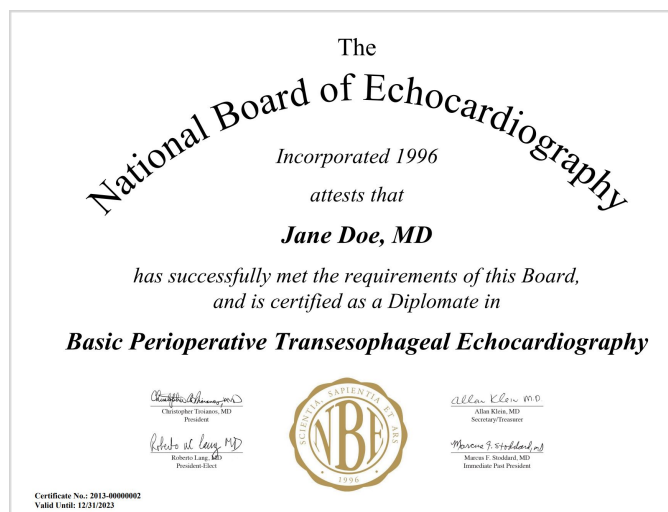 The
National Board of Echocardiography
Incorporated 1996
attests that
Jane Doe, MD
has successfully met the requirements of this Board,
and is certified as a Diplomate in
Basic Perioperative Transesophageal Echocardiography
Christopher Troianos, MD
President
Roberto Lang, MD
President-Elect
SCIENTIA, SAPIENTIA ET ARS
NBE
1996
Allan Klein M.D.
Allan Klein, MD
Secretary/Treasurer
Marcus F. Stoddard, MD
Immediate Past President
Certificate No.: 2013-00000002
Valid Until: 12/31/2023